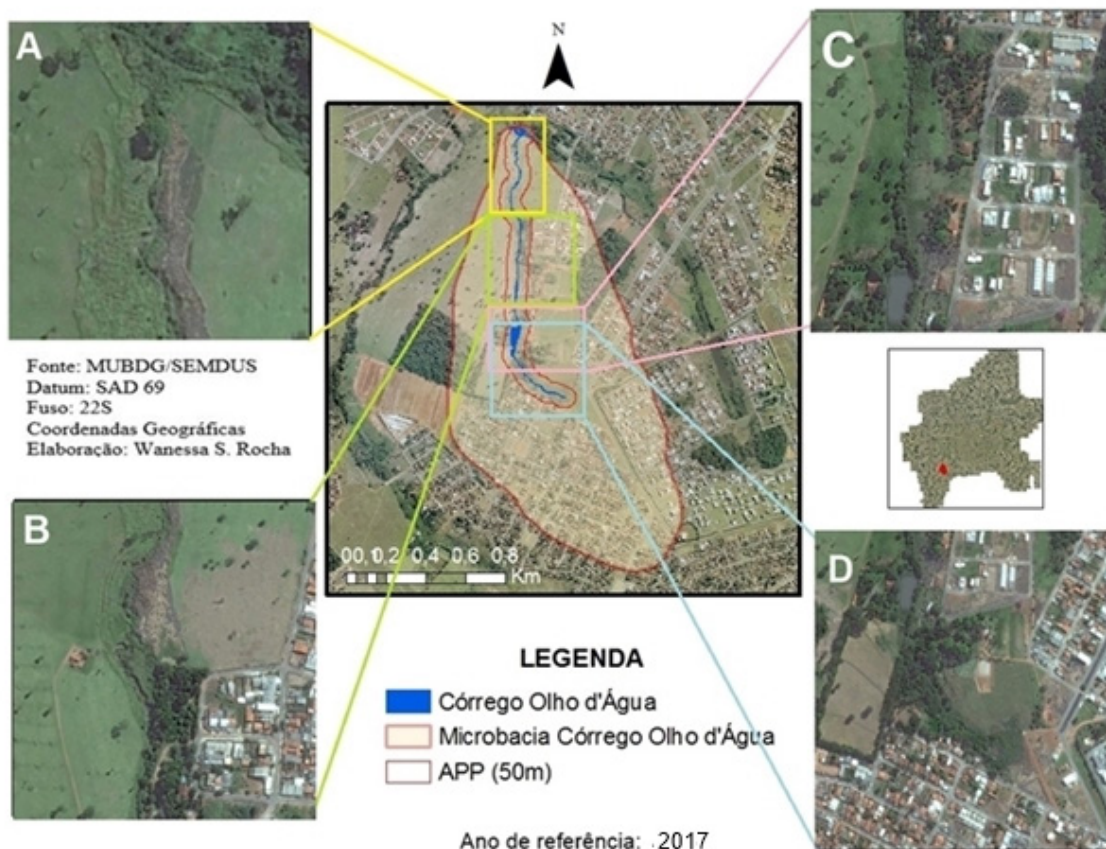 A
N
C
Fonte: MUBDG/SEMDUS
Datum: SAD 69
Fuso: 22S
Coordenadas Geográficas
Elaboração: Wanessa S. Rocha
B
00,10.2 0,4 0,6 0,8
Km
D
LEGENDA
Córrego Olho d'Água
Microbacia Córrego Olho d'Água
APP (50m)
Ano de referência: .2017